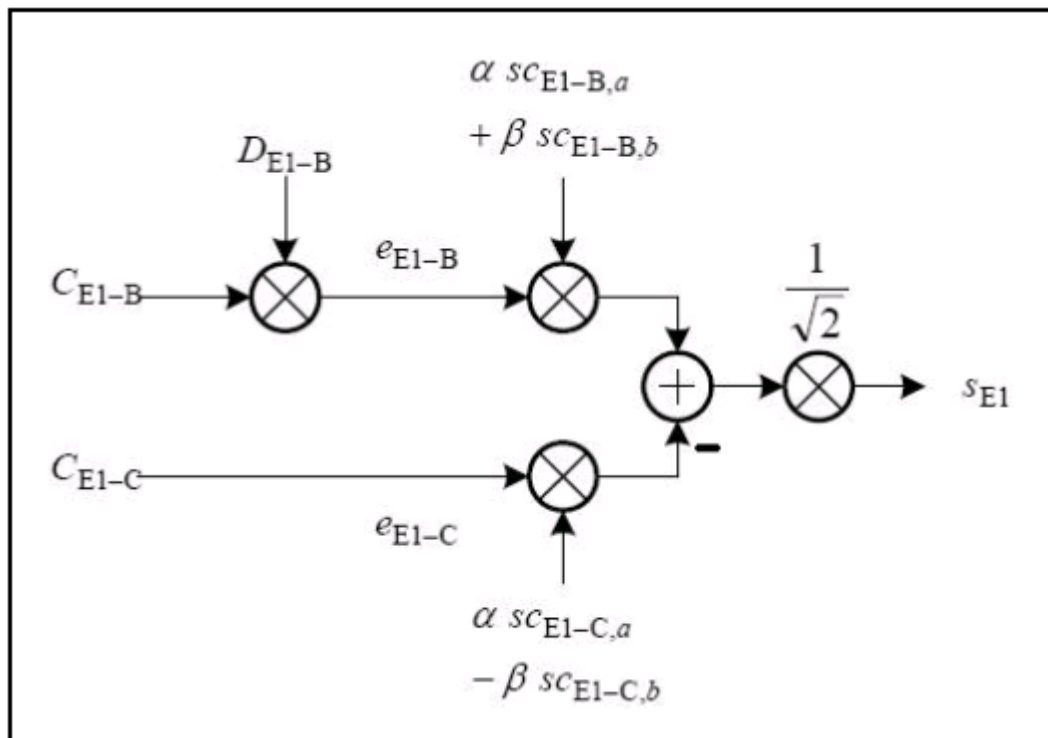 α sc_E1–B,a
+ β sc_E1–B,b
D_E1–B
e_E1–B
C_E1–B
1
√2
+
s_E1
–
C_E1–C
e_E1–C
α sc_E1–C,a
– β sc_E1–C,b